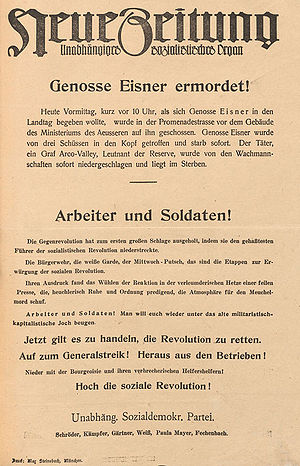 Neue Zeitung
Unabhängiges sozialistisches Organ
Genosse Eisner ermordet!
Heute Vormittag, kurz vor 10 Uhr, als sich Genosse Eisner in den
Landtag begeben wollte, wurde in der Promenadestrasse vor dem Gebäude
des Ministeriums des Aeusseren auf ihn geschossen. Genosse Eisner wurde
von drei Schüssen in den Kopf getroffen und starb sofort. Der Täter,
ein Graf Arco-Valley, Leutnant der Reserve, wurde von den Wachmann-
schaften sofort niedergeschlagen und liegt im Sterben.
Arbeiter und Soldaten!
Die Gegenrevolution hat zum ersten großen Schlage ausgeholt, indem sie den gehaßtesten
Führer der sozialistischen Revolution niederstreckte.
Die Bürgerwehr, die weiße Garde, der Mittwoch-Putsch, das sind die Etappen zur Er-
würgung der sozialen Revolution.
Ihren Ausdruck fand das Wühlen der Reaktion in der verleumderischen Hetze einer feilen
Presse, die, heuchlerisch Ruhe und Ordnung predigend, die Atmosphäre für den Meuchel-
mord schuf.
Arbeiter und Soldaten! Man will euch wieder unter das alte militaristisch-
kapitalistische Joch beugen.
Jetzt gilt es zu handeln, die Revolution zu retten.
Auf zum Generalstreik! Heraus aus den Betrieben!
Nieder mit der Bourgeoisie und ihren verbrecherischen Helfershelfern!
Hoch die soziale Revolution!
Unabhäng. Sozialdemokr. Partei.
Schröder, Kämpfer, Gärtner, Weiß, Paula Mayer, Fechenbach.
Druck: Mag Steinebach, München.